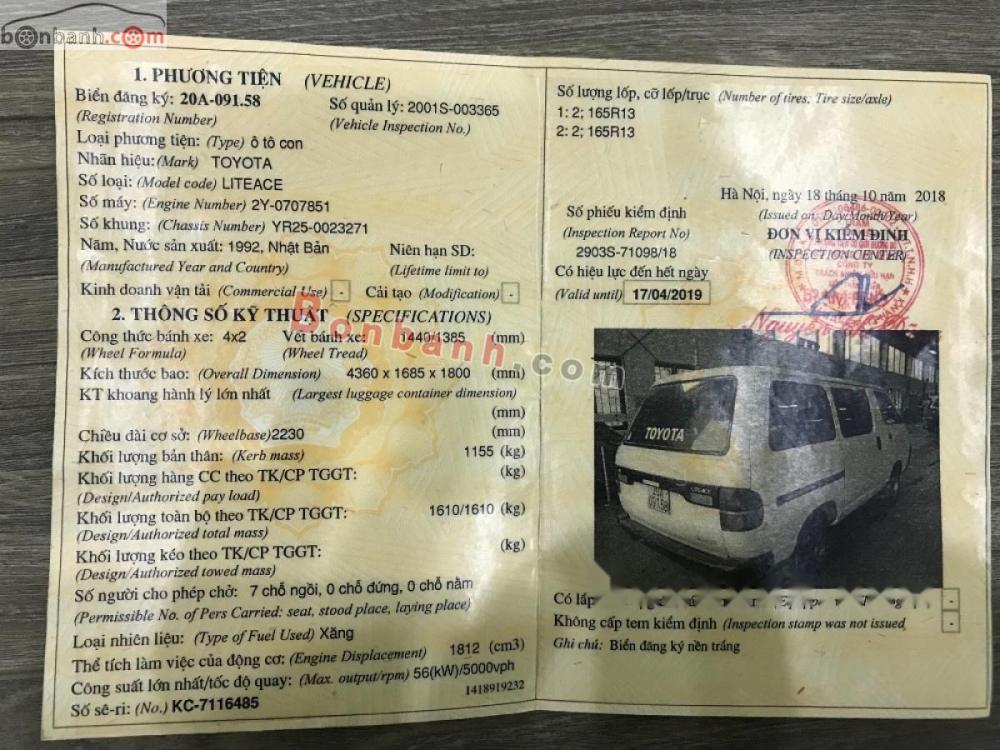 bonbanh.com
1. PHƯƠNG TIỆN (VEHICLE)
Biển đăng ký: 20A-091.58
(Registration Number)
Số quản lý: 2001S-003365
(Vehicle Inspection No.)
Loại phương tiện: (Type) ô tô con
Nhãn hiệu: (Mark) TOYOTA
Số loại: (Model code) LITEACE
Số máy: (Engine Number) 2Y-0707851
Số khung: (Chassis Number) YR25-0023271
Năm, Nước sản xuất: 1992, Nhật Bản
(Manufactured Year and Country)
Niên hạn SD:
(Lifetime limit to)
Kinh doanh vận tải (Commercial Use) - Cải tạo (Modification) -
2. THÔNG SỐ KỸ THUẬT (SPECIFICATIONS)
Công thức bánh xe: 4x2
(Wheel Formula)
Vết bánh xe: 1440/1385 (mm)
(Wheel Tread)
Bonbanh.com
Kích thước bao: (Overall Dimension) 4360 x 1685 x 1800 (mm)
KT khoang hành lý lớn nhất (Largest luggage container dimension)
(mm)
Chiều dài cơ sở: (Wheelbase) 2230 (mm)
Khối lượng bản thân: (Kerb mass) 1155 (kg)
Khối lượng hàng CC theo TK/CP TGGT: (kg)
(Design/Authorized pay load)
Khối lượng toàn bộ theo TK/CP TGGT: 1610/1610 (kg)
(Design/Authorized total mass)
Khối lượng kéo theo TK/CP TGGT: (kg)
(Design/Authorized towed mass)
Số người cho phép chở: 7 chỗ ngồi, 0 chỗ đứng, 0 chỗ nằm
(Permissible No. of Pers Carried: seat, stood place, laying place)
Loại nhiên liệu: (Type of Fuel Used) Xăng
Thể tích làm việc của động cơ: (Engine Displacement) 1812 (cm3)
Công suất lớn nhất/tốc độ quay: (Max. output/rpm) 56(kW)/5000vph
1418919232
Số sê-ri: (No.) KC-7116485
Số lượng lốp, cỡ lốp/trục (Number of tires, Tire size/axle)
1: 2; 165R13
2: 2; 165R13
Hà Nội, ngày 18 tháng 10 năm 2018
(Issued on: Day/Month/Year)
Số phiếu kiểm định
(Inspection Report No)
2903S-71098/18
ĐƠN VỊ KIỂM ĐỊNH
(INSPECTION CENTER)
CÔNG TY
Có hiệu lực đến hết ngày
(Valid until) 17/04/2019
Nguyễn
TOYOTA
20A
091.58
Có lắp -
Không cấp tem kiểm định (Inspection stamp was not issued) -
Ghi chú: Biển đăng ký nền trắng